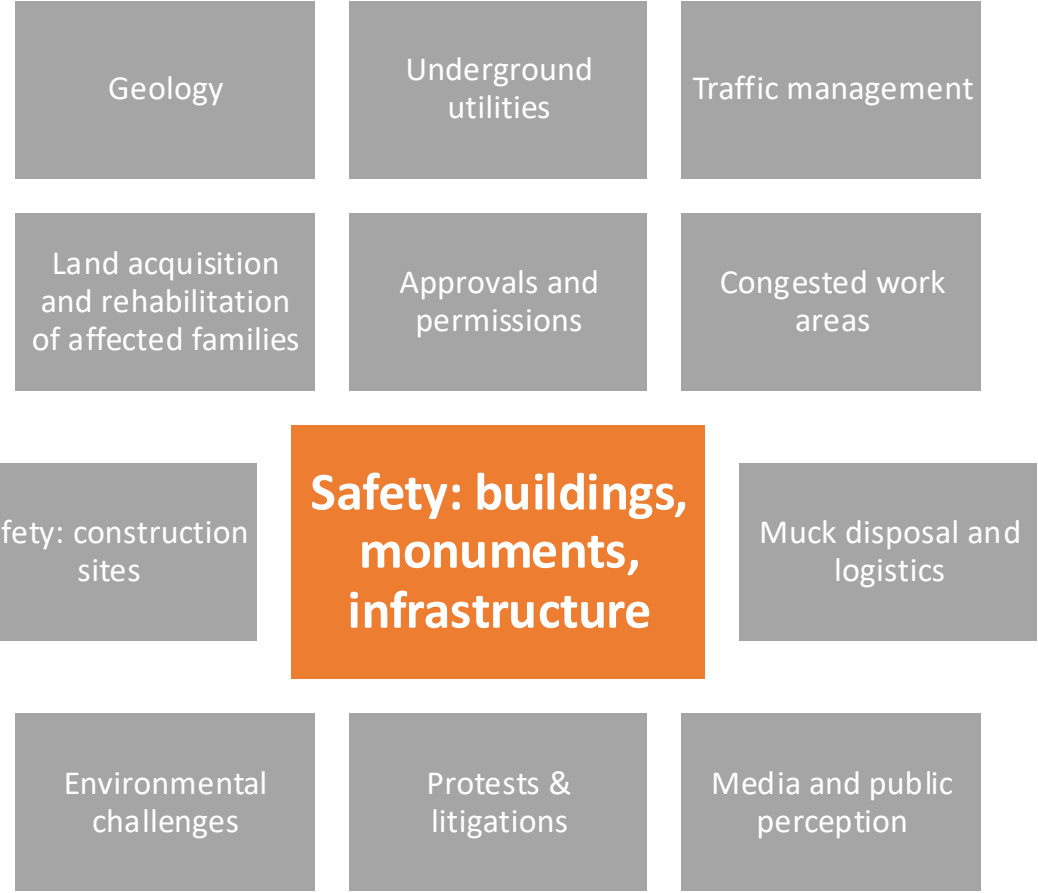 Geology
Underground
utilities
Traffic management
Land acquisition
and rehabilitation
of affected families
Approvals and
permissions
Congested work
areas
fety: construction
sites
Safety: buildings,
monuments,
infrastructure
Muck disposal and
logistics
Environmental
challenges
Protests &
litigations
Media and public
perception